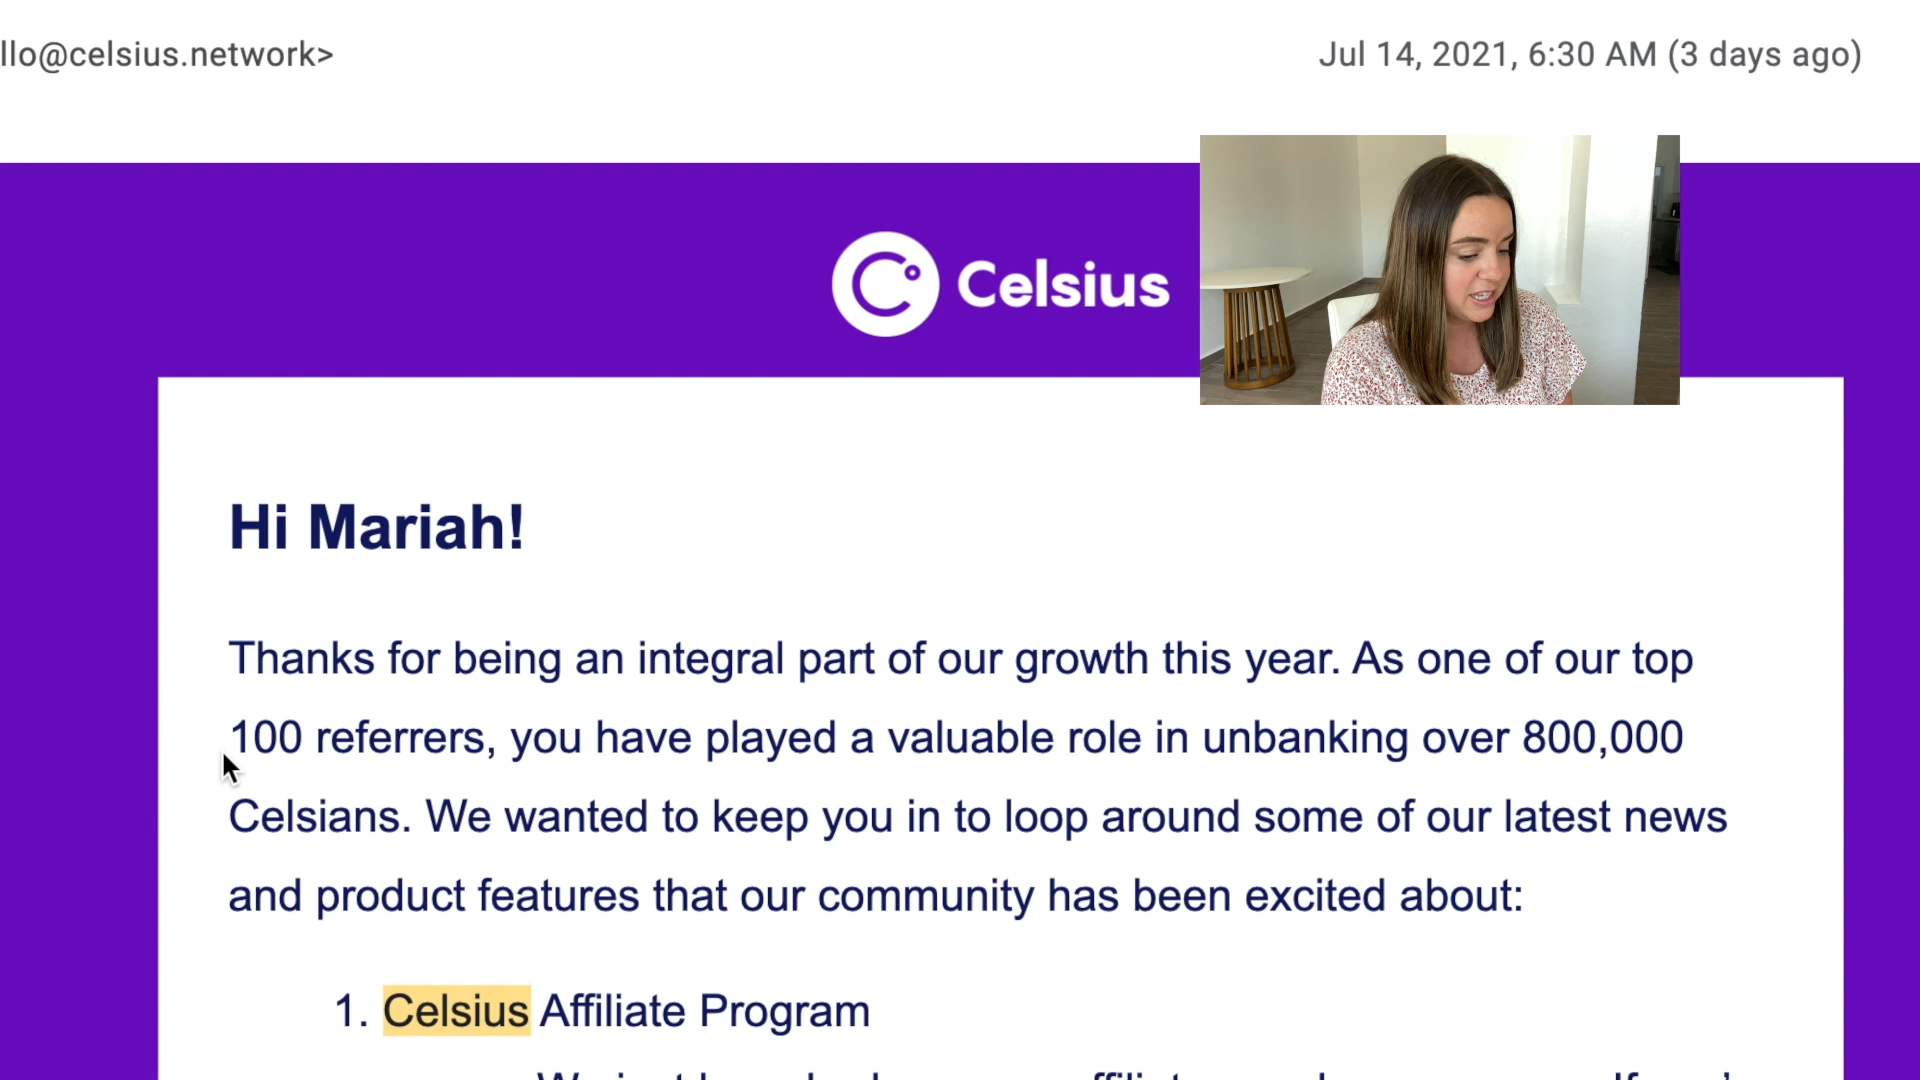 llo@celsius.network>
Jul 14, 2021, 6:30 AM (3 days ago)
Celsius
Hi Mariah!
Thanks for being an integral part of our growth this year. As one of our top
100 referrers, you have played a valuable role in unbanking over 800,000
Celsians. We wanted to keep you in to loop around some of our latest news
and product features that our community has been excited about:
1. Celsius Affiliate Program